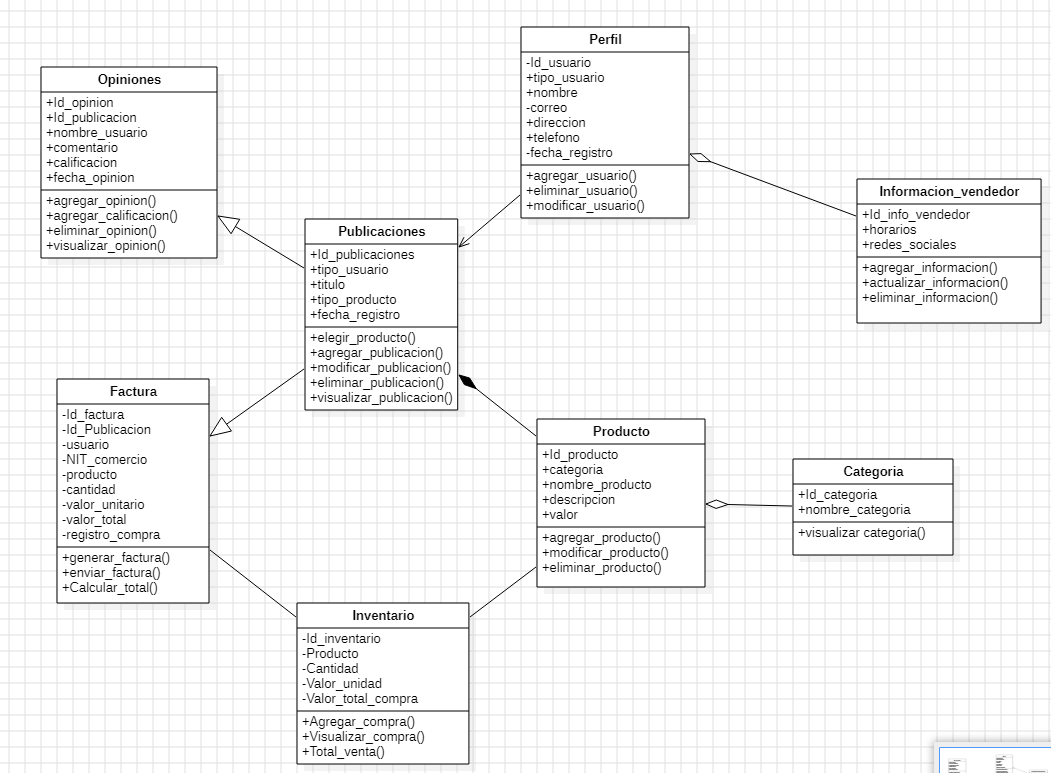 Perfil
-Id_usuario
+tipo_usuario
+nombre
-correo
+direccion
+telefono
-fecha_registro
+agregar_usuario()
+eliminar_usuario()
+modificar_usuario()
Opiniones
+Id_opinion
+Id_publicacion
+nombre_usuario
+comentario
+calificacion
+fecha_opinion
+agregar_opinion()
+agregar_calificacion()
+eliminar_opinion()
+visualizar_opinion()
Informacion_vendedor
+Id_info_vendedor
+horarios
+redes_sociales
+agregar_informacion()
+actualizar_informacion()
+eliminar_informacion()
Publicaciones
+Id_publicaciones
+tipo_usuario
+titulo
+tipo_producto
+fecha_registro
+elegir_producto()
+agregar_publicacion()
+modificar_publicacion()
+eliminar_publicacion()
+visualizar_publicacion()
Factura
-Id_factura
-Id_Publicacion
-usuario
-NIT_comercio
-producto
-cantidad
-valor_unitario
-valor_total
-registro_compra
+generar_factura()
+enviar_factura()
+Calcular_total()
Producto
+Id_producto
+categoria
+nombre_producto
+descripcion
+valor
+agregar_producto()
+modificar_producto()
+eliminar_producto()
Categoria
+Id_categoria
+nombre_categoria
+visualizar categoria()
Inventario
-Id_inventario
-Producto
-Cantidad
-Valor_unidad
-Valor_total_compra
+Agregar_compra()
+Visualizar_compra()
+Total_venta()